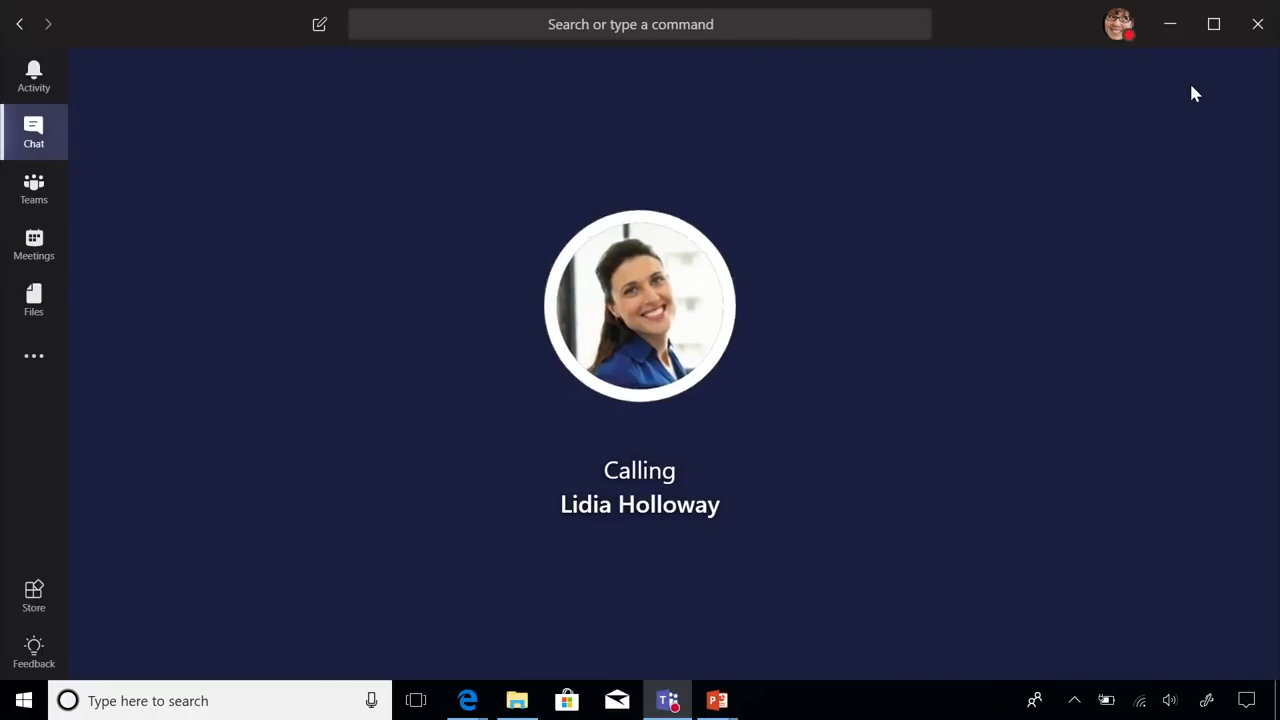 Search or type a command
Activity
Chat
Teams
Meetings
Files
Calling
Lidia Holloway
Store
Feedback
Type here to search